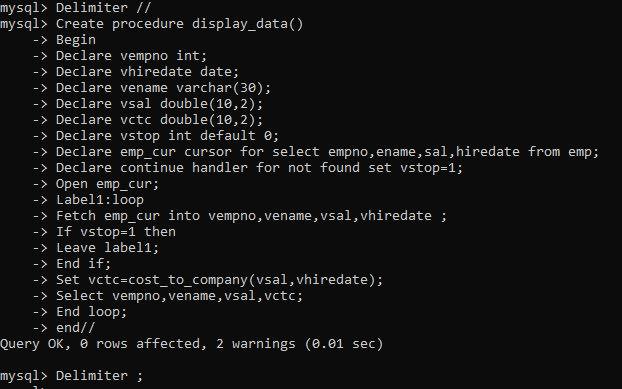 mysql> Delimiter //
mysql> Create procedure display_data()
    -> Begin
    -> Declare vempno int;
    -> Declare vhiredate date;
    -> Declare vename varchar(30);
    -> Declare vsal double(10,2);
    -> Declare vctc double(10,2);
    -> Declare vstop int default 0;
    -> Declare emp_cur cursor for select empno,ename,sal,hiredate from emp;
    -> Declare continue handler for not found set vstop=1;
    -> Open emp_cur;
    -> Label1:loop
    -> Fetch emp_cur into vempno,vename,vsal,vhiredate ;
    -> If vstop=1 then
    -> Leave label1;
    -> End if;
    -> Set vctc=cost_to_company(vsal,vhiredate);
    -> Select vempno,vename,vsal,vctc;
    -> End loop;
    -> end//
Query OK, 0 rows affected, 2 warnings (0.01 sec)

mysql> Delimiter ;